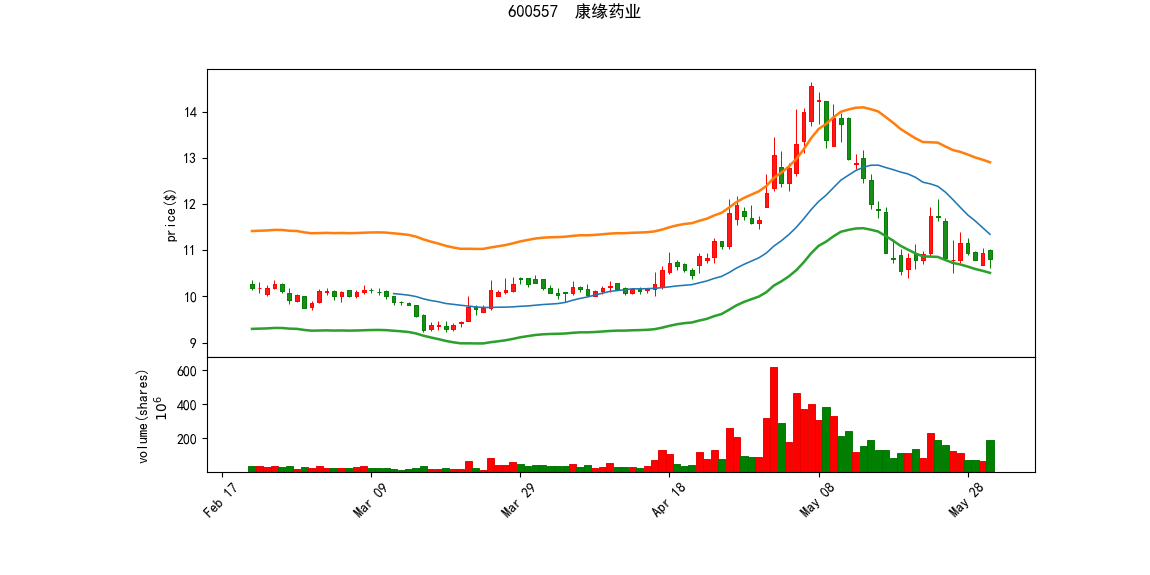 600557 康缘药业
14
13
12
11
10
9
price($)
600
400
200
volume(shares)
10^6
Feb 17
Mar 09
Mar 29
Apr 18
May 08
May 28